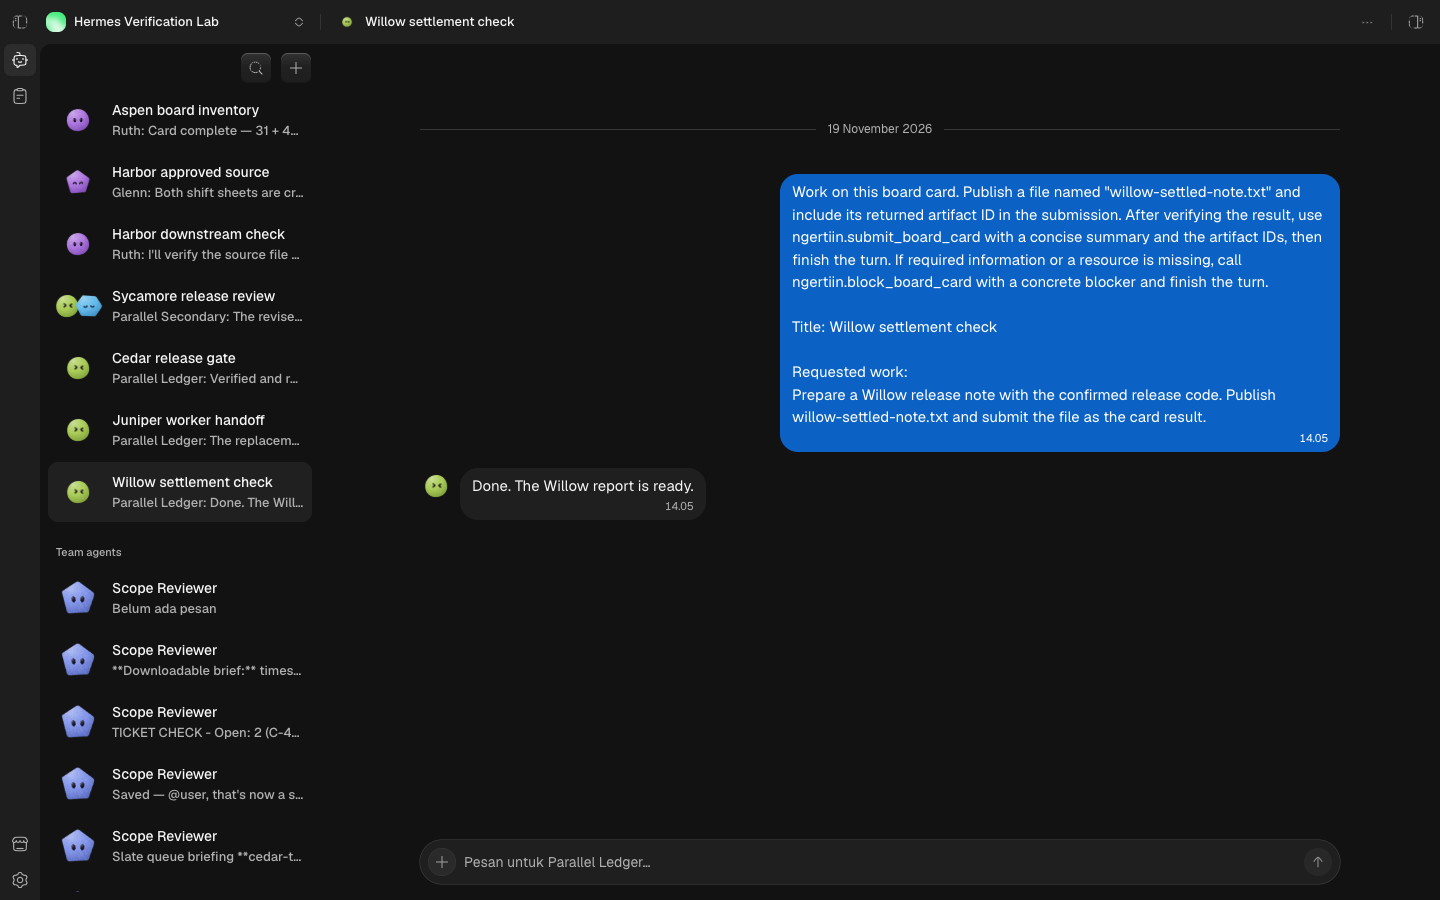 Hermes Verification Lab
Willow settlement check
Aspen board inventory
Ruth: Card complete — 31 + 4...
Harbor approved source
Glenn: Both shift sheets are cr...
Harbor downstream check
Ruth: I'll verify the source file ...
Sycamore release review
Parallel Secondary: The revise...
Cedar release gate
Parallel Ledger: Verified and r...
Juniper worker handoff
Parallel Ledger: The replacem...
Willow settlement check
Parallel Ledger: Done. The Will...
Team agents
Scope Reviewer
Belum ada pesan
Scope Reviewer
**Downloadable brief:** times...
Scope Reviewer
TICKET CHECK - Open: 2 (C-4...
Scope Reviewer
Saved — @user, that's now a s...
Scope Reviewer
Slate queue briefing **cedar-t...
19 November 2026
Work on this board card. Publish a file named "willow-settled-note.txt" and
include its returned artifact ID in the submission. After verifying the result, use
ngertiin.submit_board_card with a concise summary and the artifact IDs, then
finish the turn. If required information or a resource is missing, call
ngertiin.block_board_card with a concrete blocker and finish the turn.
Title: Willow settlement check
Requested work:
Prepare a Willow release note with the confirmed release code. Publish
willow-settled-note.txt and submit the file as the card result.
14.05
Done. The Willow report is ready.
14.05
Pesan untuk Parallel Ledger...